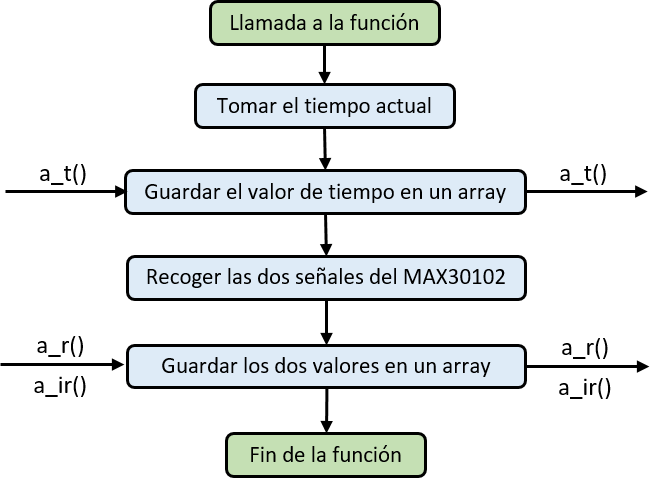 Llamada a la función
Tomar el tiempo actual
a_t()
Guardar el valor de tiempo en un array
a_t()
Recoger las dos señales del MAX30102
a_r()
a_ir()
Guardar los dos valores en un array
a_r()
a_ir()
Fin de la función